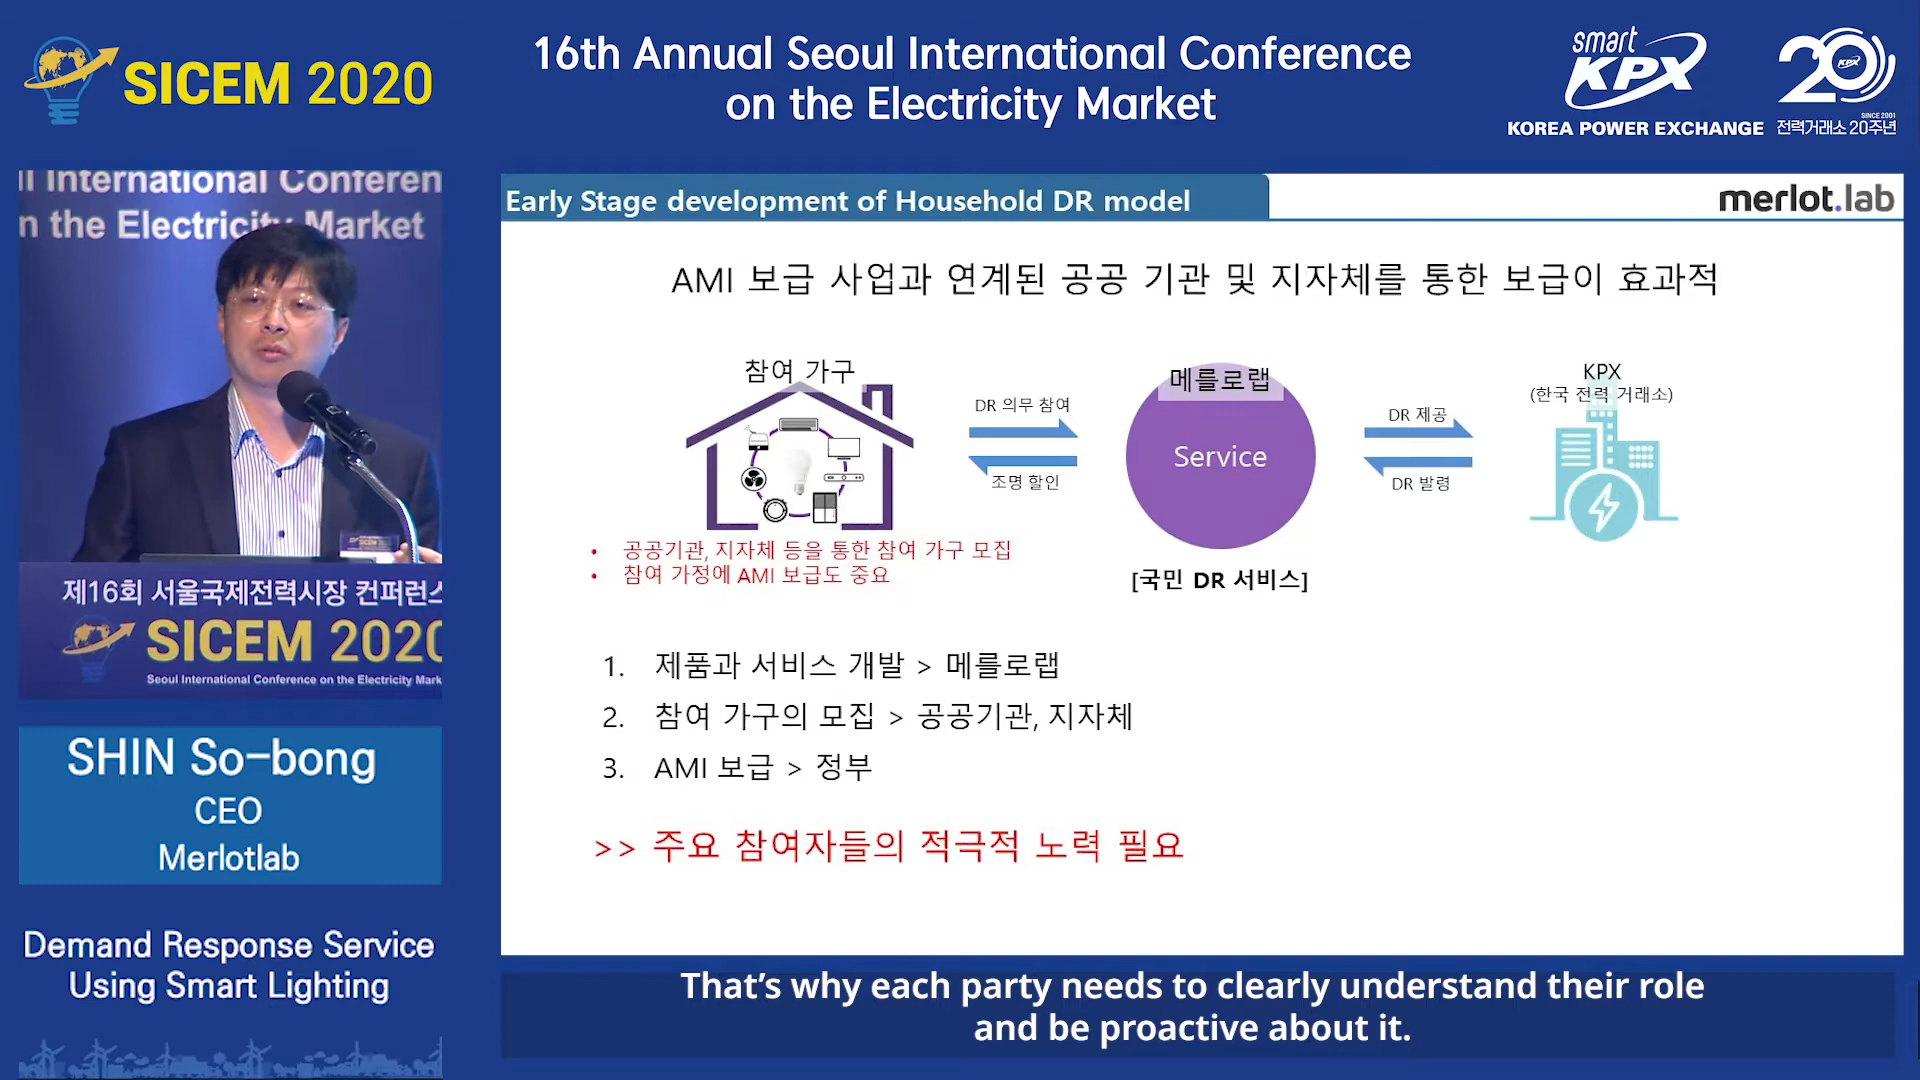 SICEM 2020
16th Annual Seoul International Conference
on the Electricity Market
smart
KPX
KOREA POWER EXCHANGE
20
KPX
SINCE 2001
전력거래소 20주년
l International Conferen
n the Electricity Market
제16회 서울국제전력시장 컨퍼런스
SICEM 2020
Seoul International Conference on the Electricity Mark
SHIN So-bong
CEO
Merlotlab
Demand Response Service
Using Smart Lighting
Early Stage development of Household DR model
merlot.lab
AMI 보급 사업과 연계된 공공 기관 및 지자체를 통한 보급이 효과적
참여 가구
DR 의무 참여
조명 할인
메를로랩
Service
[국민 DR 서비스]
DR 제공
DR 발령
KPX
(한국 전력 거래소)
• 공공기관, 지자체 등을 통한 참여 가구 모집
• 참여 가정에 AMI 보급도 중요
1. 제품과 서비스 개발 > 메를로랩
2. 참여 가구의 모집 > 공공기관, 지자체
3. AMI 보급 > 정부
>> 주요 참여자들의 적극적 노력 필요
That's why each party needs to clearly understand their role
and be proactive about it.